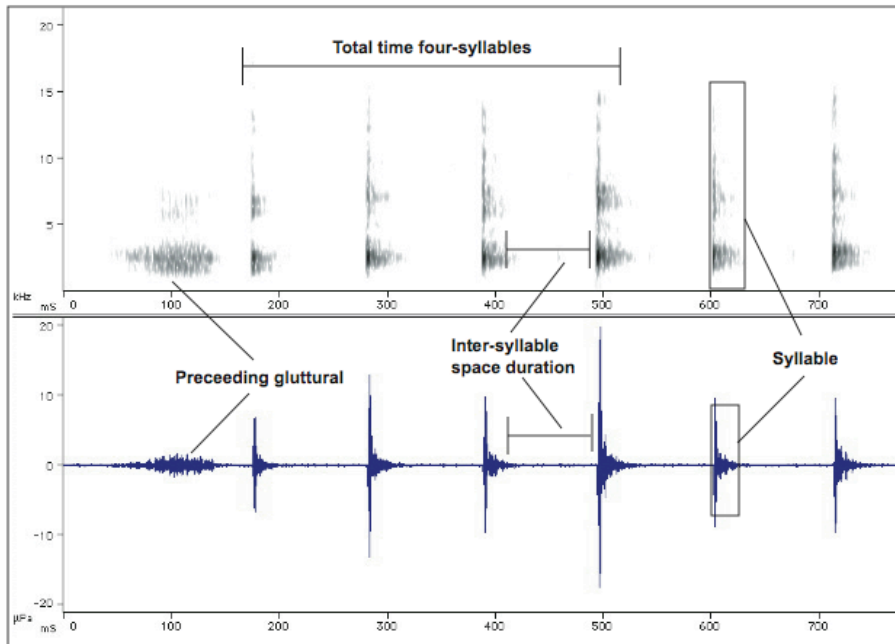 20
Total time four-syllables
15
10
5
kHz
mS
0 100 200 300 400 500 600 700
20
Inter-syllable
space duration
Preceeding gluttural
Syllable
10
0
-10
-20
µPa
mS
0 100 200 300 400 500 600 700